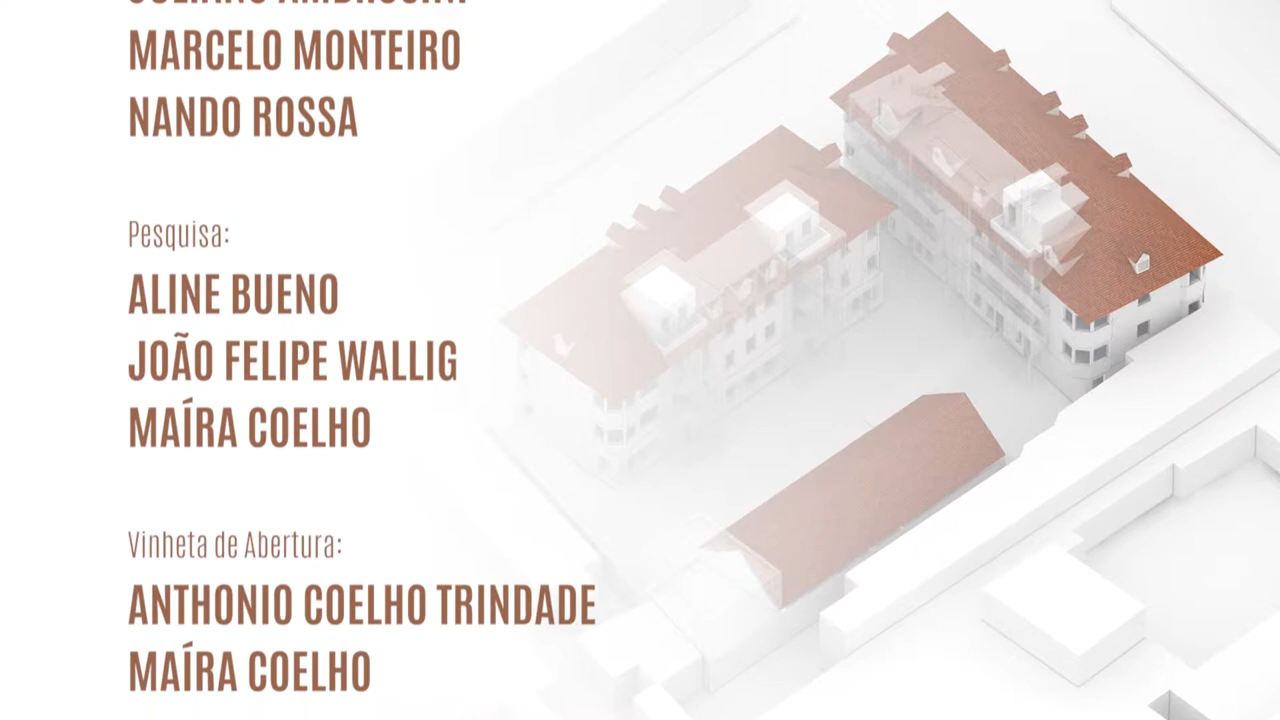 MARCELO MONTEIRO
NANDO ROSSA
Pesquisa:
ALINE BUENO
JOÃO FELIPE WALLIG
MAÍRA COELHO
Vinheta de Abertura:
ANTHONIO COELHO TRINDADE
MAÍRA COELHO